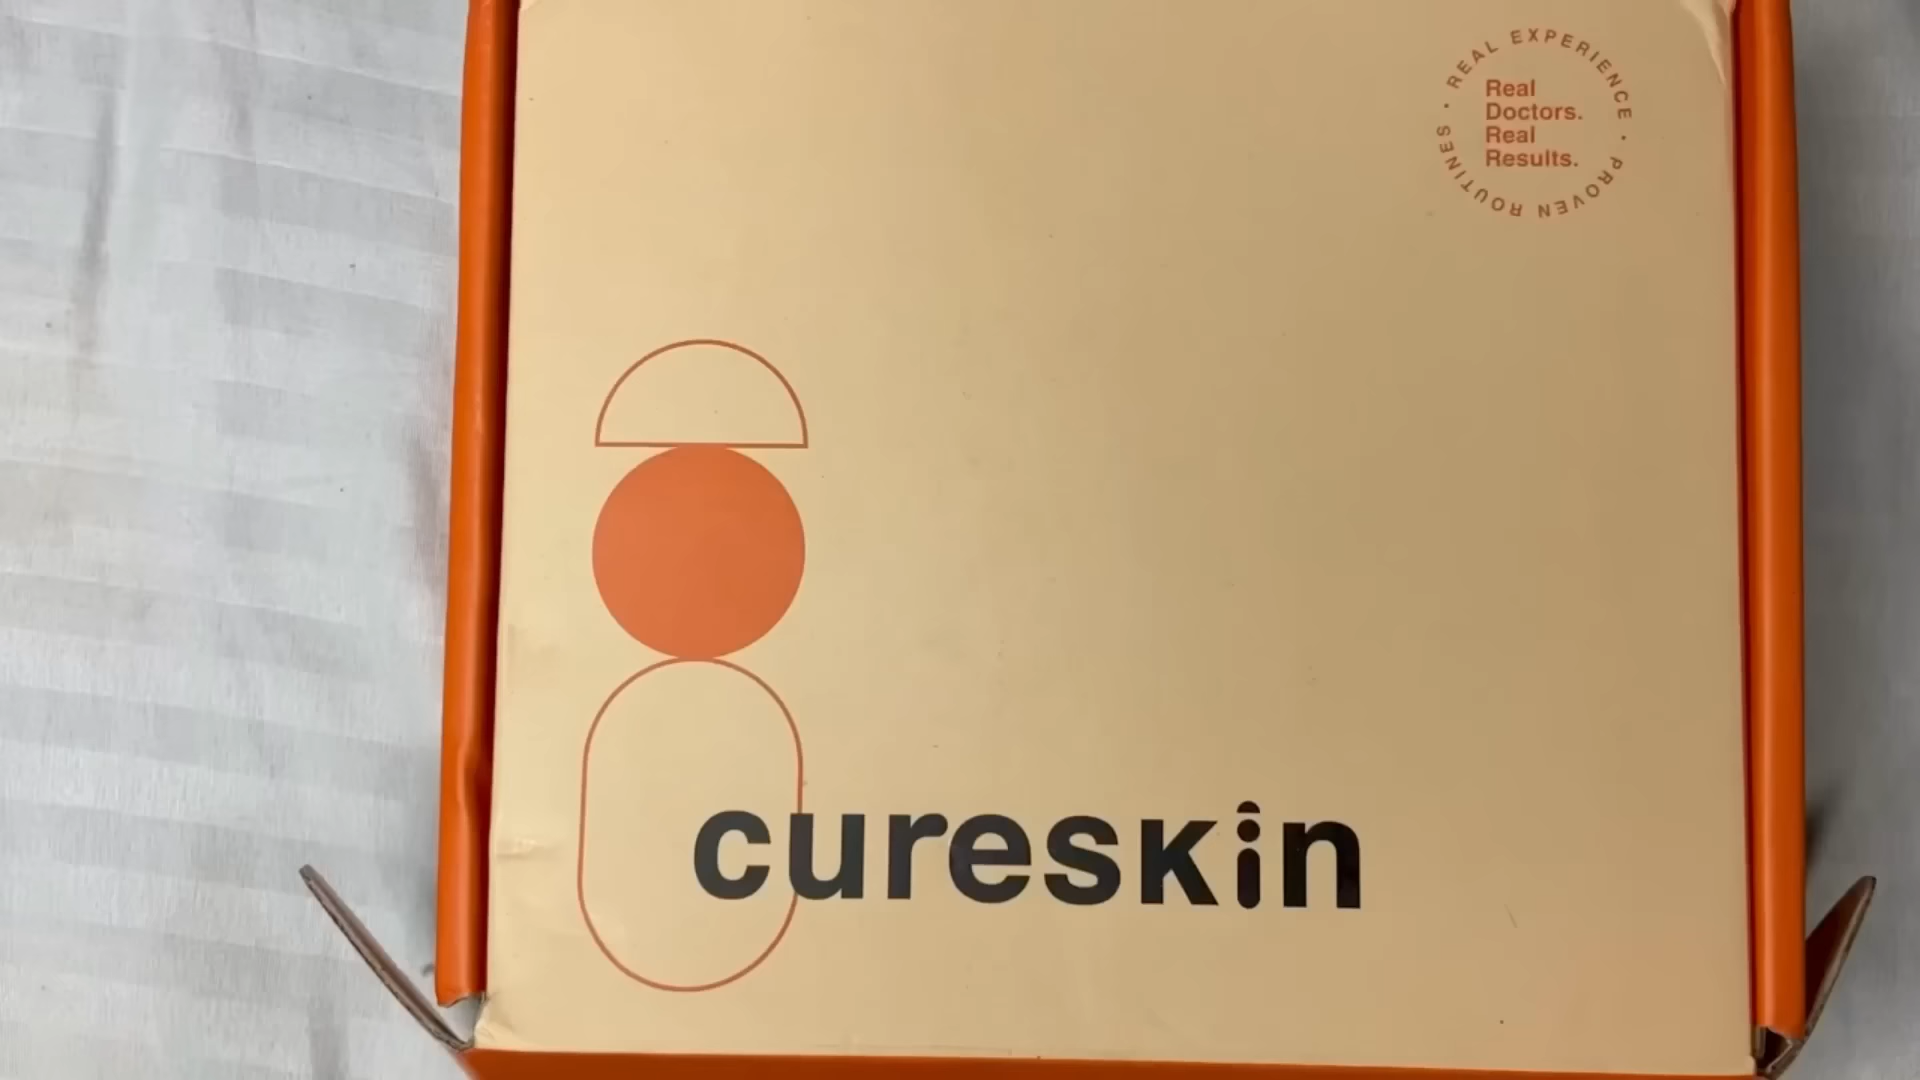 REAL EXPERIENCE · PROVEN ROUTINES ·
Real
Doctors.
Real
Results.
cureskin